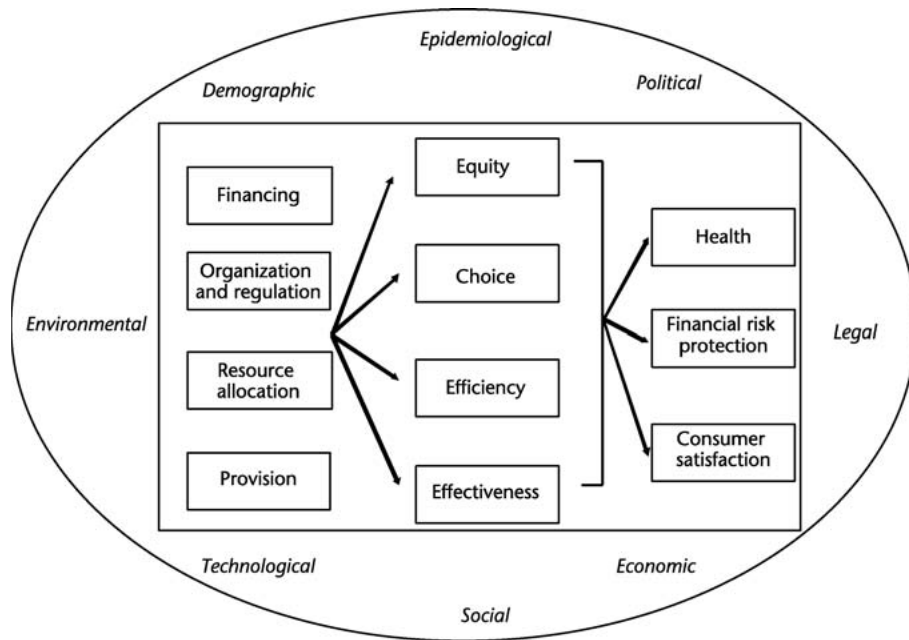 Epidemiological
Demographic
Political
Financing
Equity
Organization
and regulation
Choice
Health
Environmental
Financial risk
protection
Legal
Resource
allocation
Efficiency
Consumer
satisfaction
Provision
Effectiveness
Technological
Economic
Social